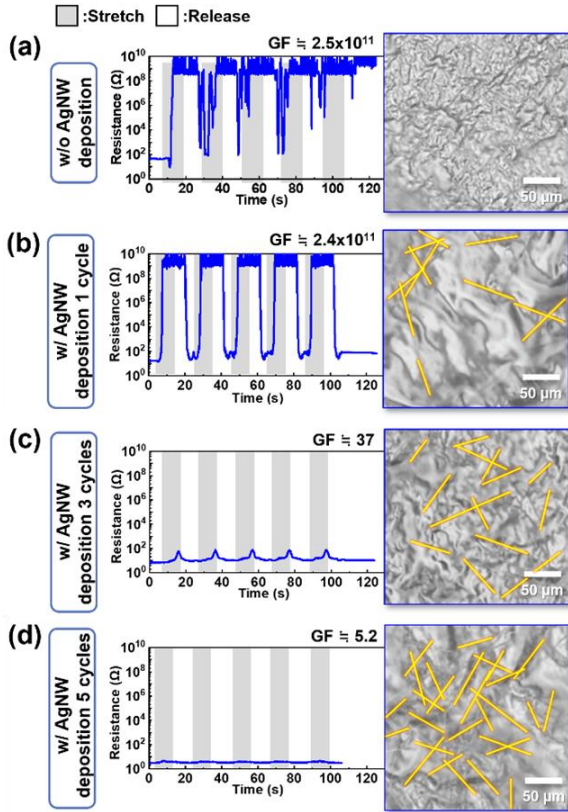 :Stretch :Release
(a)
w/o AgNW
deposition
GF ≒ 2.5x10¹¹
Resistance (Ω)
10¹⁰
10⁸
10⁶
10⁴
10²
10⁰
0 20 40 60 80 100 120
Time (s)
50 µm
(b)
w/ AgNW
deposition 1
cycle
GF ≒ 2.4x10¹¹
Resistance (Ω)
10¹⁰
10⁸
10⁶
10⁴
10²
10⁰
0 20 40 60 80 100 120
Time (s)
50 µm
(c)
w/ AgNW
deposition 3 cycles
GF ≒ 37
Resistance (Ω)
10¹⁰
10⁸
10⁶
10⁴
10²
10⁰
0 20 40 60 80 100 120
Time (s)
50 µm
(d)
w/ AgNW
deposition 5 cycles
GF ≒ 5.2
Resistance (Ω)
10¹⁰
10⁸
10⁶
10⁴
10²
10⁰
0 20 40 60 80 100 120
Time (s)
50 µm